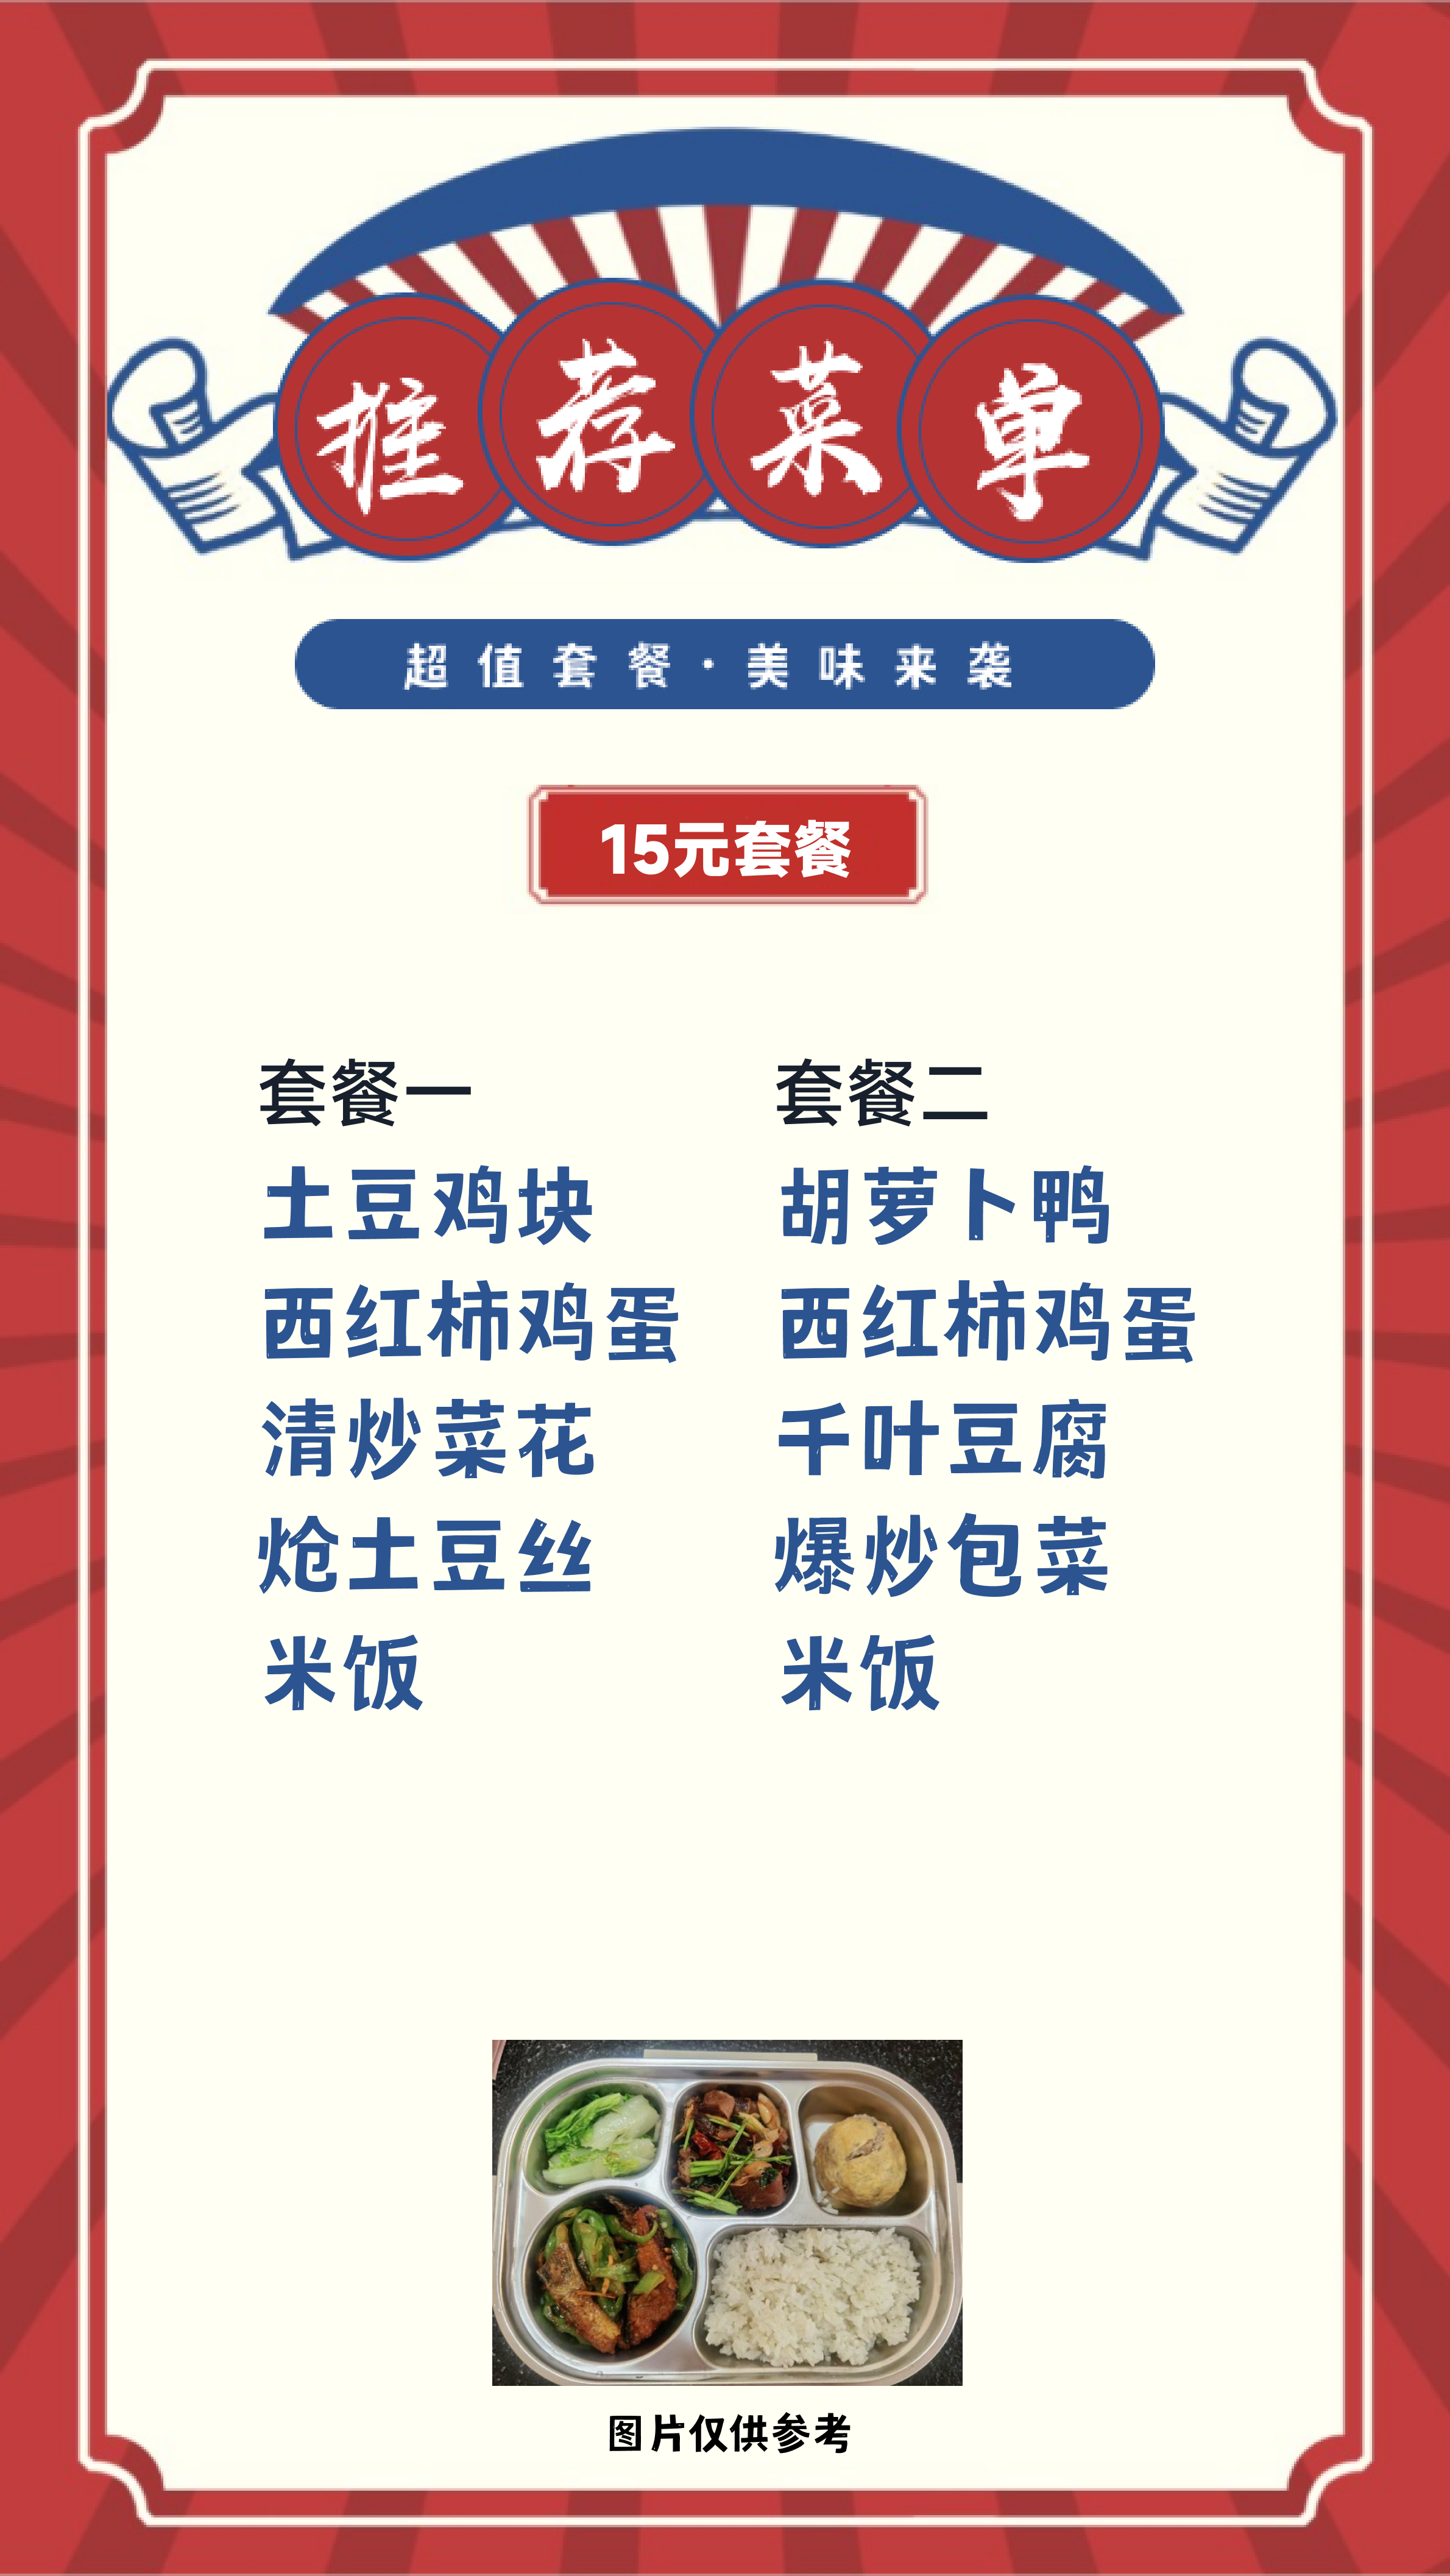 推荐菜单
超值套餐·美味来袭
15元套餐
套餐一
土豆鸡块
西红柿鸡蛋
清炒菜花
炝土豆丝
米饭
套餐二
胡萝卜鸭
西红柿鸡蛋
千叶豆腐
爆炒包菜
米饭
图片仅供参考